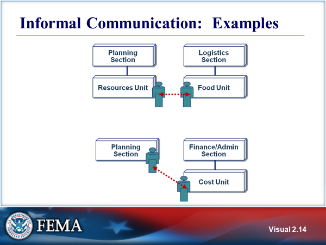 Informal Communication: Examples
Planning
Section
Logistics
Section
Resources Unit
Food Unit
Planning
Section
Finance/Admin
Section
Cost Unit
FEMA
Visual 2.14